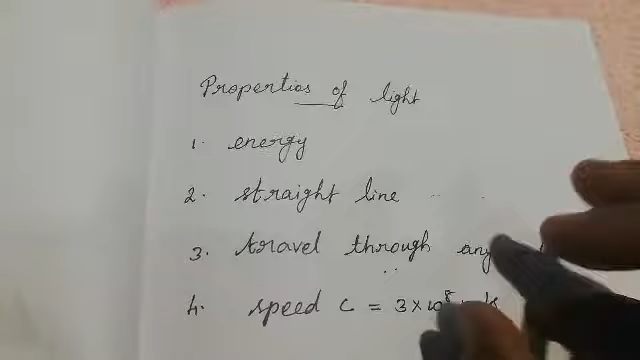 Properties of light
1. energy
2. straight line
3. travel through any
4. speed c = 3×10⁸